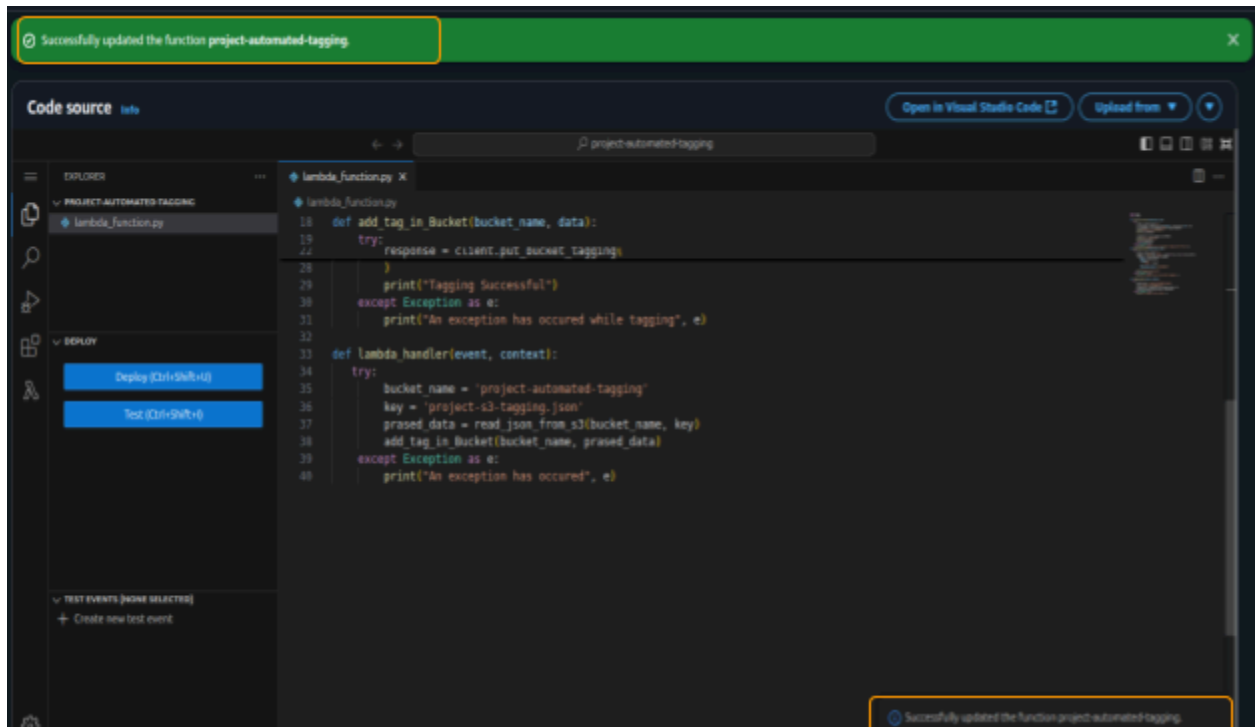 Successfully updated the function project-automated-tagging.
Code source Info
Open in Visual Studio Code
Upload from
project-automated-tagging
EXPLORER
lambda_function.py
PROJECT-AUTOMATED-TAGGING
lambda_function.py
lambda_function.py
18 def add_tag_in_Bucket(bucket_name, data):
19 try:
22 response = client.put_bucket_tagging(
28 )
29 print("Tagging Successful")
30 except Exception as e:
31 print("An exception has occured while tagging", e)
32
33 def lambda_handler(event, context):
34 try:
35 bucket_name = 'project-automated-tagging'
36 key = 'project-s3-tagging.json'
37 prased_data = read_json_from_s3(bucket_name, key)
38 add_tag_in_Bucket(bucket_name, prased_data)
39 except Exception as e:
40 print("An exception has occured", e)
DEPLOY
Deploy (Ctrl+Shift+U)
Test (Ctrl+Shift+I)
TEST EVENTS [NONE SELECTED]
Create new test event
Successfully updated the function project-automated-tagging.